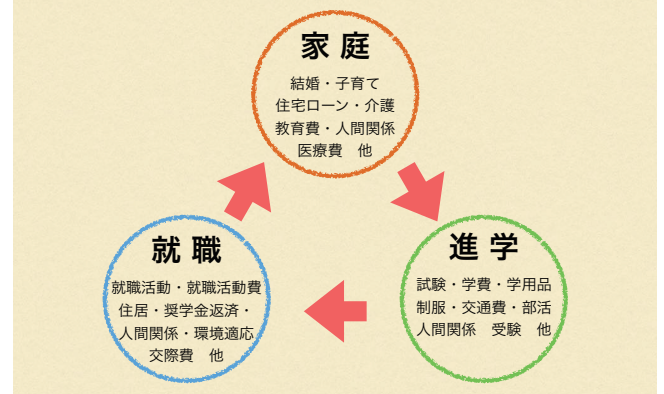 家庭
結婚・子育て
住宅ローン・介護
教育費・人間関係
医療費　他
就職
就職活動・就職活動費
住居・奨学金返済・
人間関係・環境適応
交際費　他
進学
試験・学費・学用品
制服・交通費・部活
人間関係　受験　他